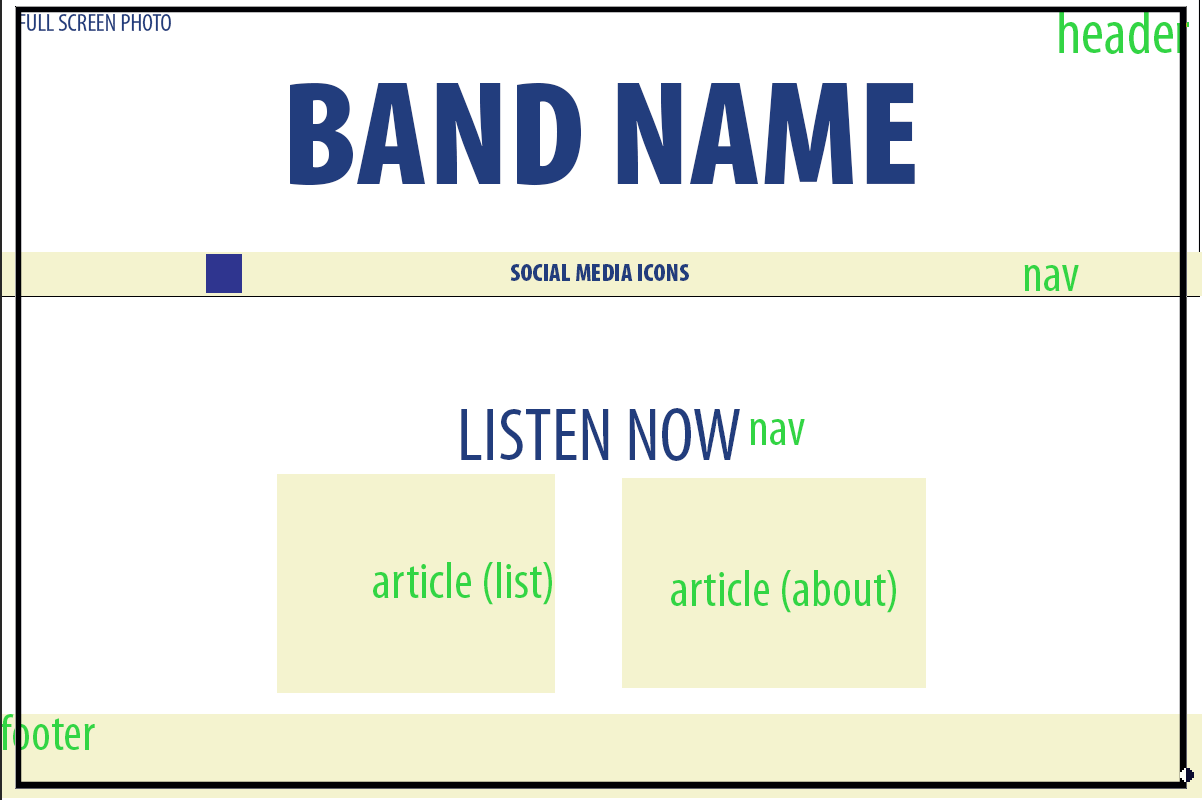 FULL SCREEN PHOTO
header
BAND NAME
SOCIAL MEDIA ICONS
nav
LISTEN NOW nav
article (list)
article (about)
footer